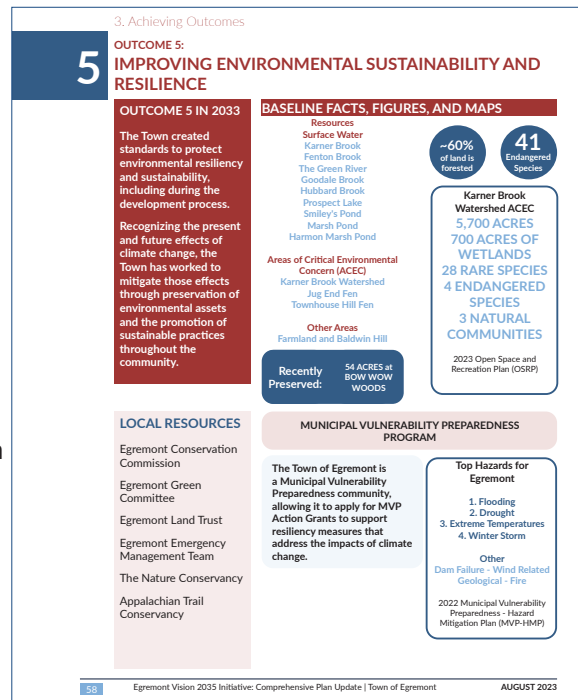 3. Achieving Outcomes
5
OUTCOME 5:
IMPROVING ENVIRONMENTAL SUSTAINABILITY AND
RESILIENCE
OUTCOME 5 IN 2033
The Town created
standards to protect
environmental resiliency
and sustainability,
including during the
development process.
Recognizing the present
and future effects of
climate change, the
Town has worked to
mitigate those effects
through preservation of
environmental assets
and the promotion of
sustainable practices
throughout the
community.
BASELINE FACTS, FIGURES, AND MAPS
Resources
Surface Water
Karner Brook
Fenton Brook
The Green River
Goodale Brook
Hubbard Brook
Prospect Lake
Smiley's Pond
Marsh Pond
Harmon Marsh Pond
Areas of Critical Environmental
Concern (ACEC)
Karner Brook Watershed
Jug End Fen
Townhouse Hill Fen
Other Areas
Farmland and Baldwin Hill
Recently
Preserved:
54 ACRES at
BOW WOW
WOODS
~60%
of land is
forested
41
Endangered
Species
Karner Brook
Watershed ACEC
5,700 ACRES
700 ACRES OF
WETLANDS
28 RARE SPECIES
4 ENDANGERED
SPECIES
3 NATURAL
COMMUNITIES
2023 Open Space and
Recreation Plan (OSRP)
LOCAL RESOURCES
Egremont Conservation
Commission
Egremont Green
Committee
Egremont Land Trust
Egremont Emergency
Management Team
The Nature Conservancy
Appalachian Trail
Conservancy
MUNICIPAL VULNERABILITY PREPAREDNESS
PROGRAM
The Town of Egremont is
a Municipal Vulnerability
Preparedness community,
allowing it to apply for MVP
Action Grants to support
resiliency measures that
address the impacts of climate
change.
Top Hazards for
Egremont
1. Flooding
2. Drought
3. Extreme Temperatures
4. Winter Storm
Other
Dam Failure - Wind Related
Geological - Fire
2022 Municipal Vulnerability
Preparedness - Hazard
Mitigation Plan (MVP-HMP)
58
Egremont Vision 2035 Initiative: Comprehensive Plan Update | Town of Egremont
AUGUST 2023